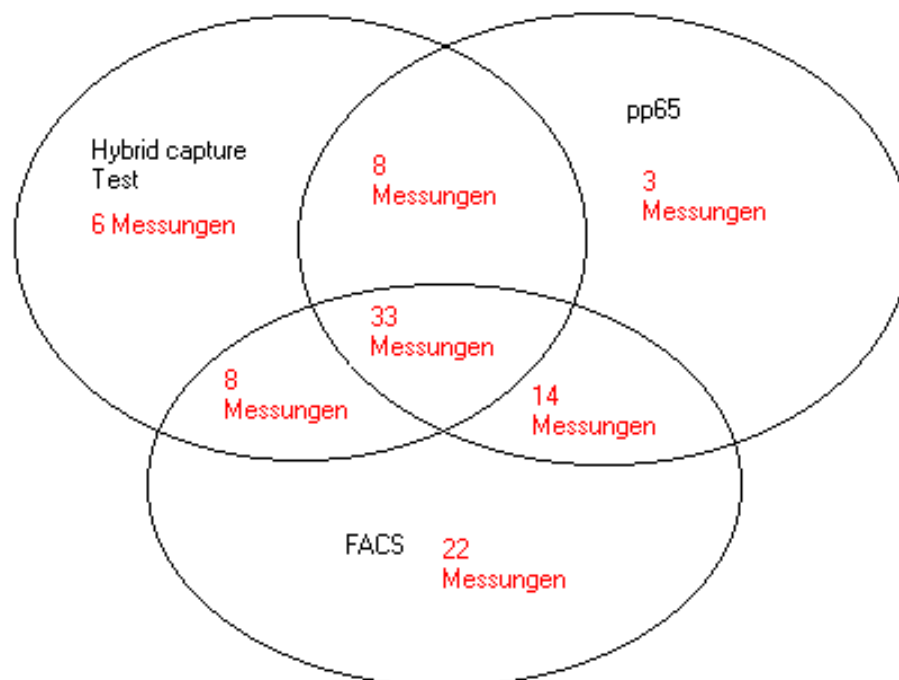 Hybrid capture
Test
6 Messungen
8
Messungen
pp65
3
Messungen
33
Messungen
8
Messungen
14
Messungen
FACS
22
Messungen